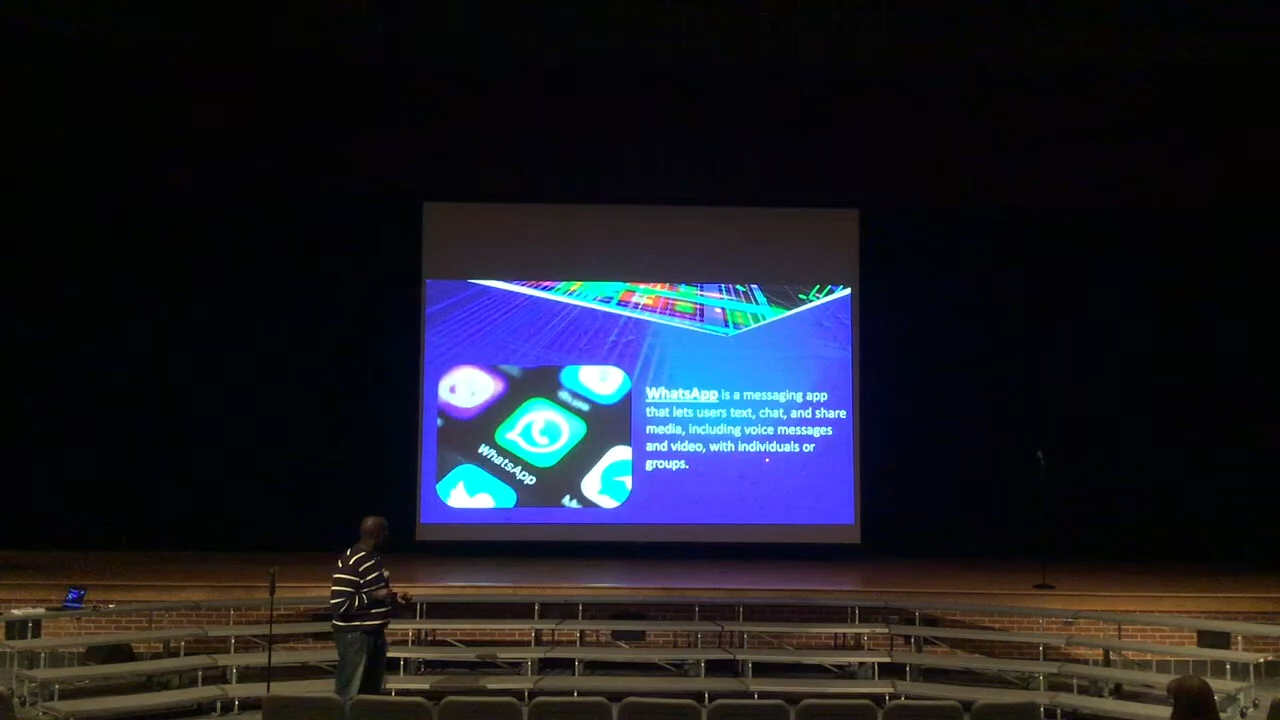 WhatsApp is a messaging app
that lets users text, chat, and share
media, including voice messages
and video, with individuals or
groups.
WhatsApp